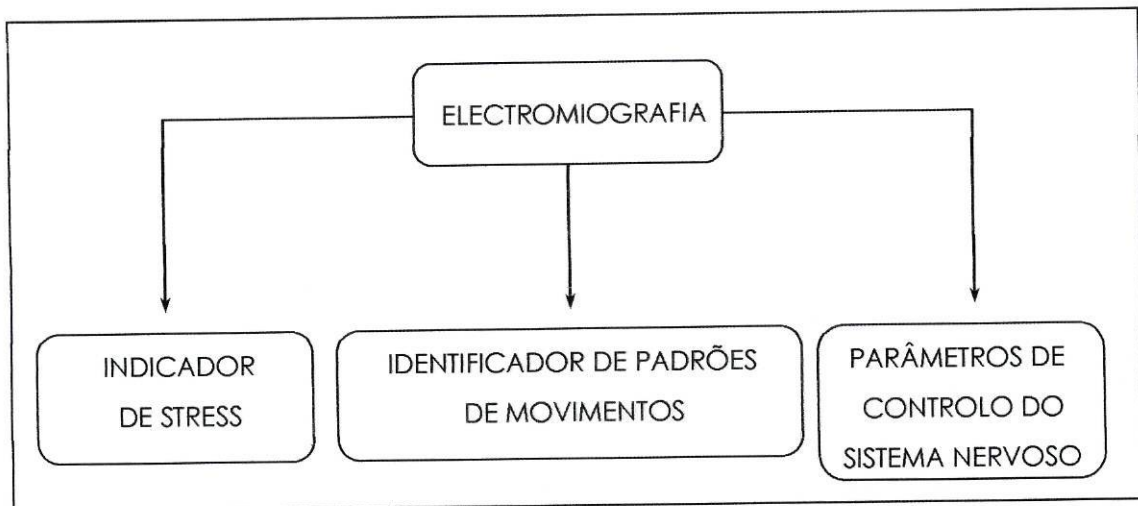 ELECTROMIOGRAFIA
INDICADOR
DE STRESS
IDENTIFICADOR DE PADRÕES
DE MOVIMENTOS
PARÂMETROS DE
CONTROLO DO
SISTEMA NERVOSO